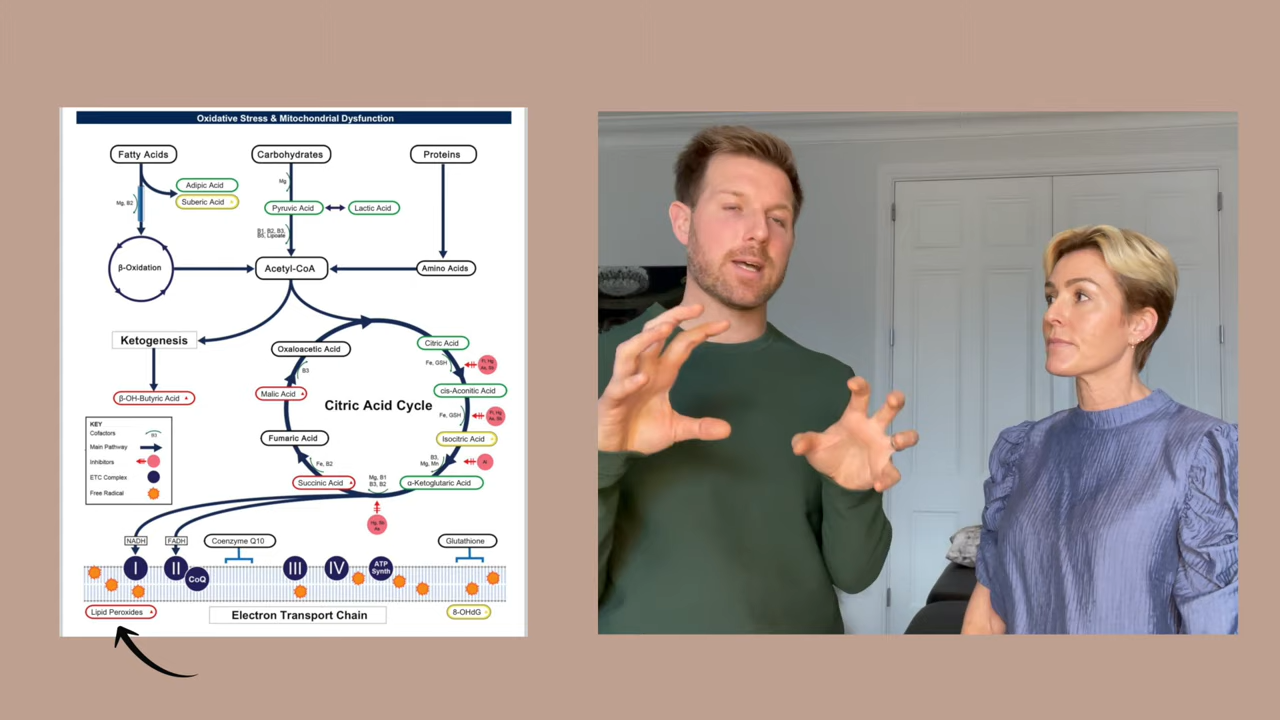 Oxidative Stress & Mitochondrial Dysfunction
Fatty Acids
Carbohydrates
Proteins
Mg
Adipic Acid
Suberic Acid
Mg, B2
Pyruvic Acid
Lactic Acid
B1, B2, B3,
B5, Lipoate
β-Oxidation
Acetyl-CoA
Amino Acids
Ketogenesis
Oxaloacetic Acid
Citric Acid
B3
Fe, GSH
β-OH-Butyric Acid
Malic Acid
cis-Aconitic Acid
Citric Acid Cycle
Fe, GSH
KEY
Cofactors
B3
Main Pathway
Inhibitors
ETC Complex
Free Radical
Fumaric Acid
Isocitric Acid
Fe, B2
B3,
Mg, Mn
Al
Succinic Acid
Mg, B1
B3, B2
α-Ketoglutaric Acid
NADH
FADH
Coenzyme Q10
Glutathione
I
II
CoQ
III
IV
ATP
Synth
Lipid Peroxides
Electron Transport Chain
8-OHdG